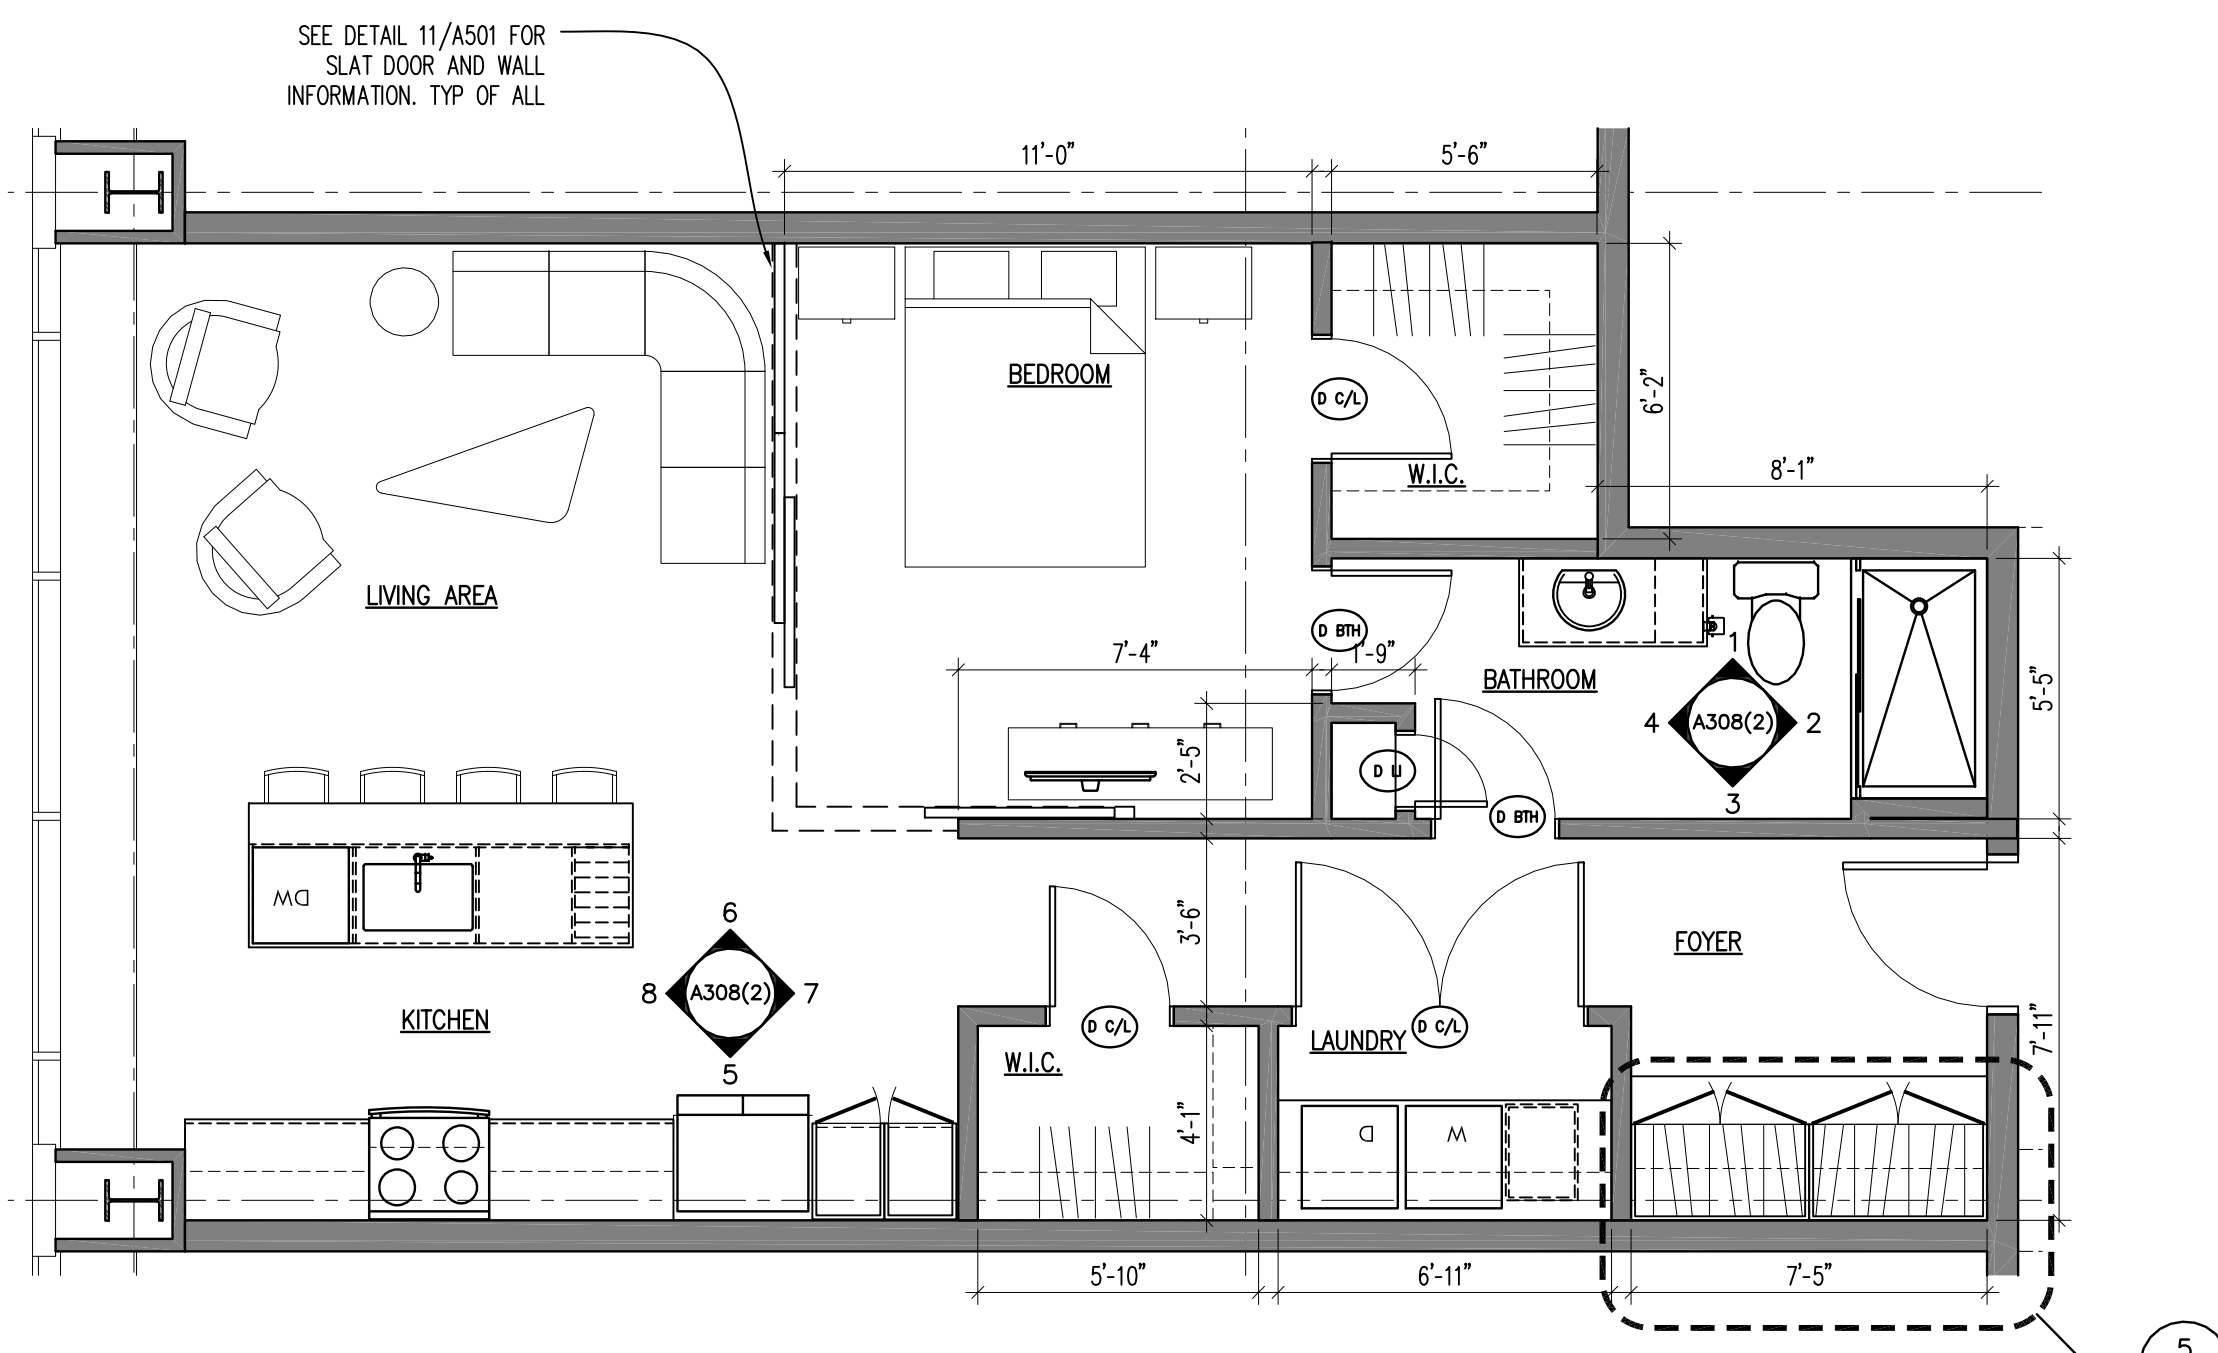 SEE DETAIL 11/A501 FOR
SLAT DOOR AND WALL
INFORMATION. TYP OF ALL
11'-0"
5'-6"
BEDROOM
D C/L
6'-2"
W.I.C.
8'-1"
LIVING AREA
D BTH
7'-4"
1'-9"
BATHROOM
1
4
A308(2)
2
3
5'-5"
2'-5"
D LI
D BTH
DW
3'-6"
6
8
A308(2)
7
5
FOYER
KITCHEN
D C/L
LAUNDRY
D C/L
W.I.C.
7'-11"
4'-1"
D
W
5'-10"
6'-11"
7'-5"
5